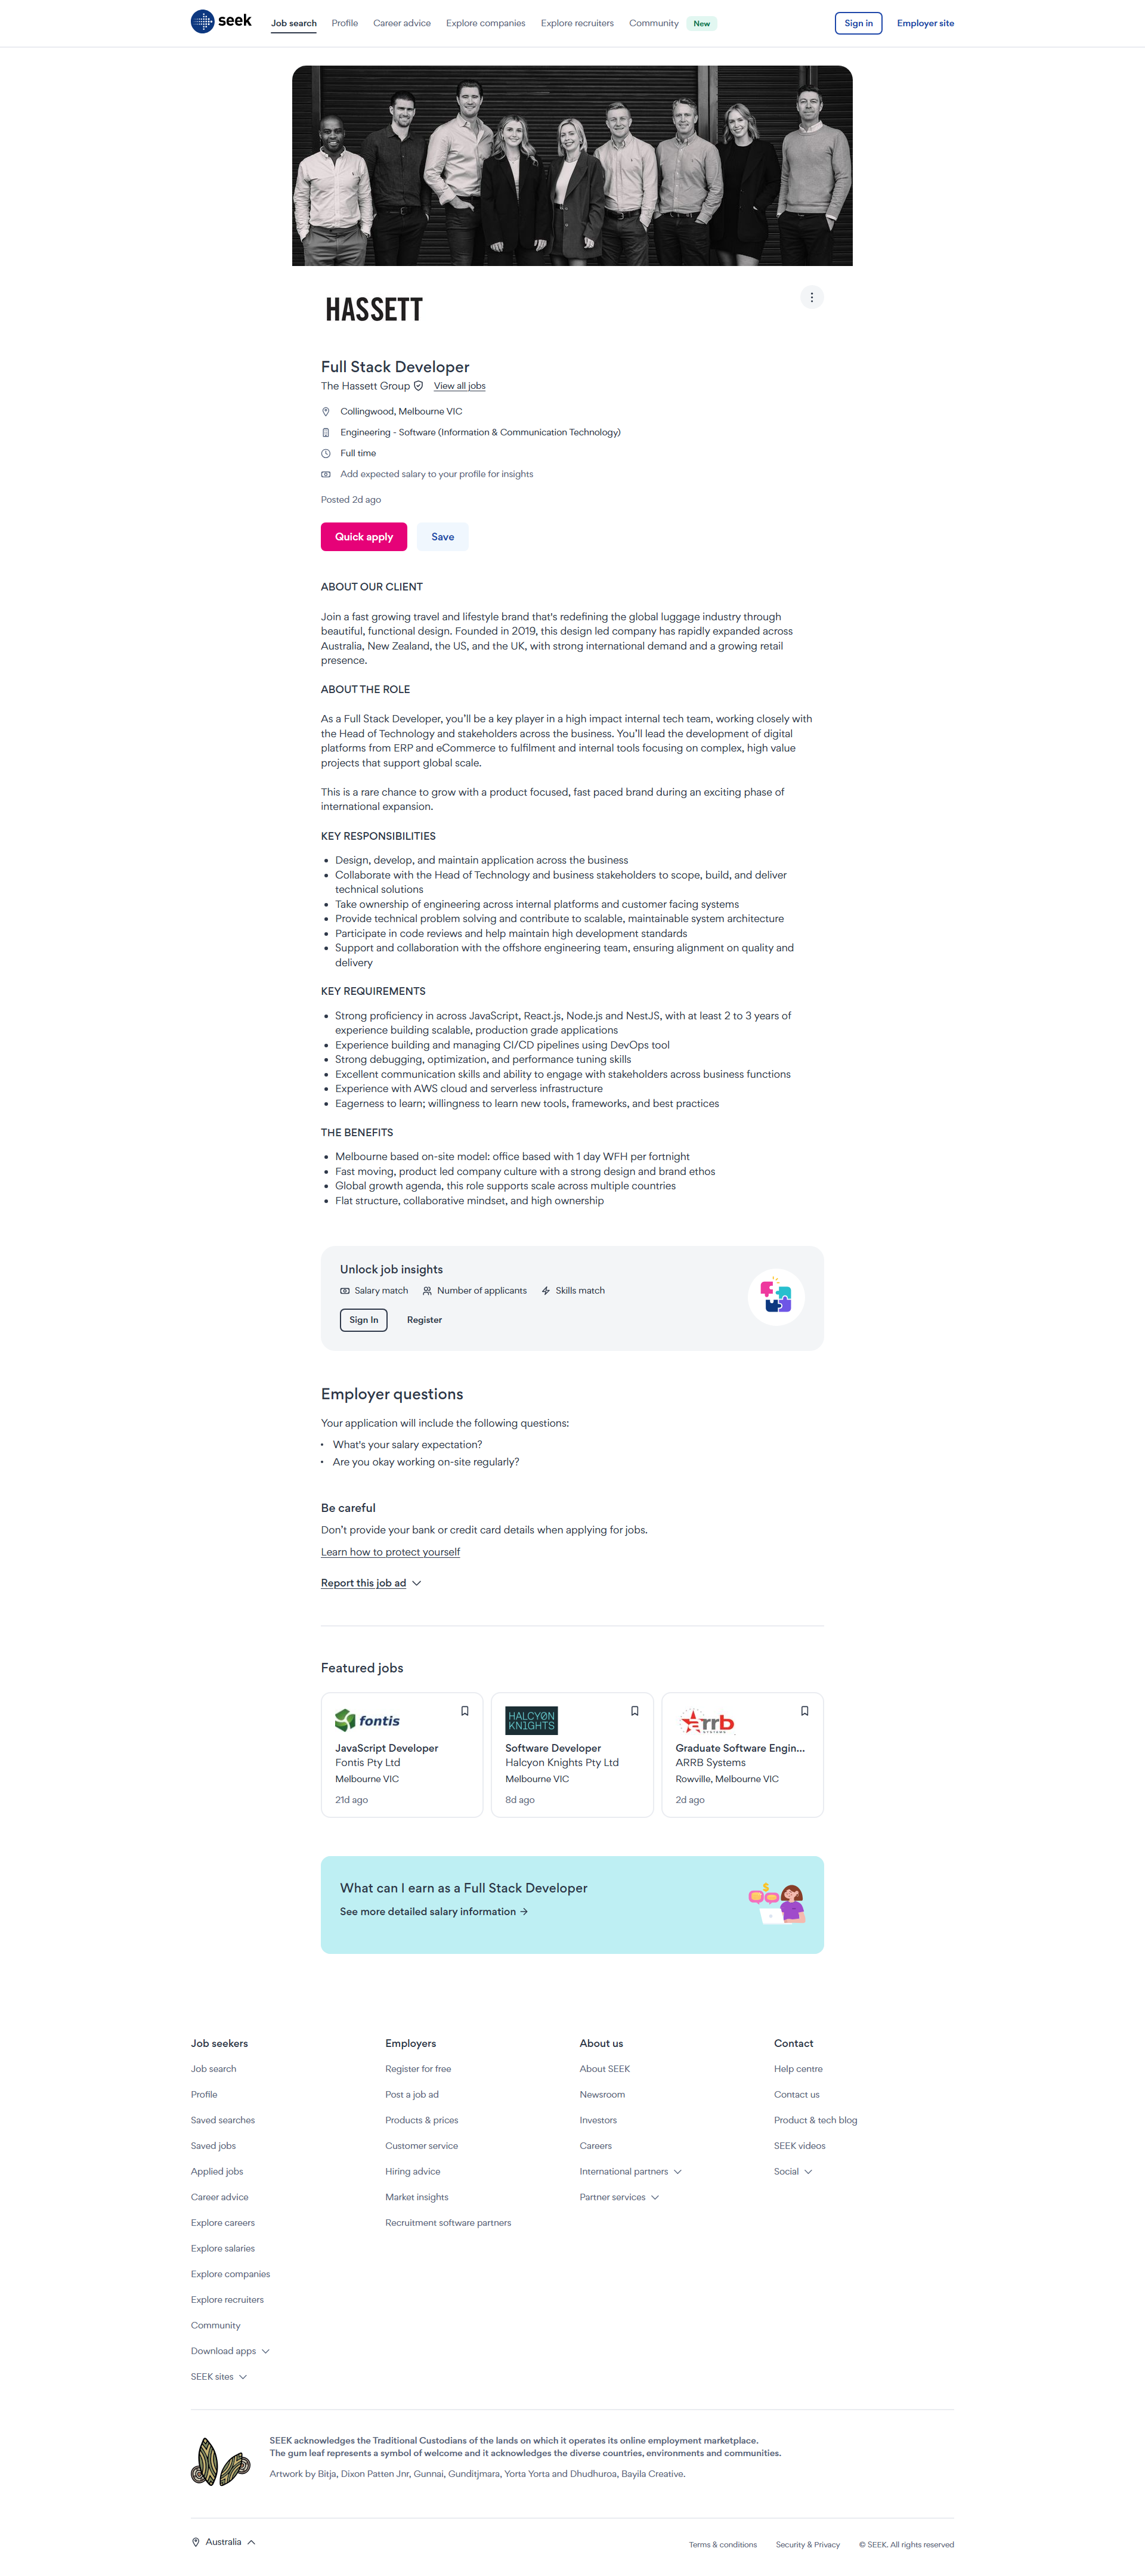 seek
Job search
Profile
Career advice
Explore companies
Explore recruiters
Community
New
Sign in
Employer site
HASSETT
Full Stack Developer
The Hassett Group
View all jobs
Collingwood, Melbourne VIC
Engineering - Software (Information & Communication Technology)
Full time
Add expected salary to your profile for insights
Posted 2d ago
Quick apply
Save
ABOUT OUR CLIENT
Join a fast growing travel and lifestyle brand that's redefining the global luggage industry through
beautiful, functional design. Founded in 2019, this design led company has rapidly expanded across
Australia, New Zealand, the US, and the UK, with strong international demand and a growing retail
presence.
ABOUT THE ROLE
As a Full Stack Developer, you'll be a key player in a high impact internal tech team, working closely with
the Head of Technology and stakeholders across the business. You'll lead the development of digital
platforms from ERP and eCommerce to fulfilment and internal tools focusing on complex, high value
projects that support global scale.
This is a rare chance to grow with a product focused, fast paced brand during an exciting phase of
international expansion.
KEY RESPONSIBILITIES
• Design, develop, and maintain application across the business
• Collaborate with the Head of Technology and business stakeholders to scope, build, and deliver
technical solutions
• Take ownership of engineering across internal platforms and customer facing systems
• Provide technical problem solving and contribute to scalable, maintainable system architecture
• Participate in code reviews and help maintain high development standards
• Support and collaboration with the offshore engineering team, ensuring alignment on quality and
delivery
KEY REQUIREMENTS
• Strong proficiency in across JavaScript, React.js, Node.js and NestJS, with at least 2 to 3 years of
experience building scalable, production grade applications
• Experience building and managing CI/CD pipelines using DevOps tool
• Strong debugging, optimization, and performance tuning skills
• Excellent communication skills and ability to engage with stakeholders across business functions
• Experience with AWS cloud and serverless infrastructure
• Eagerness to learn; willingness to learn new tools, frameworks, and best practices
THE BENEFITS
• Melbourne based on-site model: office based with 1 day WFH per fortnight
• Fast moving, product led company culture with a strong design and brand ethos
• Global growth agenda, this role supports scale across multiple countries
• Flat structure, collaborative mindset, and high ownership
Unlock job insights
Salary match
Number of applicants
Skills match
Sign In
Register
Employer questions
Your application will include the following questions:
• What's your salary expectation?
• Are you okay working on-site regularly?
Be careful
Don't provide your bank or credit card details when applying for jobs.
Learn how to protect yourself
Report this job ad
Featured jobs
fontis
JavaScript Developer
Fontis Pty Ltd
Melbourne VIC
21d ago
HALCYON
KNIGHTS
Software Developer
Halcyon Knights Pty Ltd
Melbourne VIC
8d ago
arrb
SYSTEMS
Graduate Software Engin...
ARRB Systems
Rowville, Melbourne VIC
2d ago
What can I earn as a Full Stack Developer
See more detailed salary information →
$
Job seekers
Job search
Profile
Saved searches
Saved jobs
Applied jobs
Career advice
Explore careers
Explore salaries
Explore companies
Explore recruiters
Community
Download apps
SEEK sites
Employers
Register for free
Post a job ad
Products & prices
Customer service
Hiring advice
Market insights
Recruitment software partners
About us
About SEEK
Newsroom
Investors
Careers
International partners
Partner services
Contact
Help centre
Contact us
Product & tech blog
SEEK videos
Social
SEEK acknowledges the Traditional Custodians of the lands on which it operates its online employment marketplace.
The gum leaf represents a symbol of welcome and it acknowledges the diverse countries, environments and communities.
Artwork by Bitja, Dixon Patten Jnr, Gunnai, Gunditjmara, Yorta Yorta and Dhudhuroa, Bayila Creative.
Australia
Terms & conditions
Security & Privacy
© SEEK. All rights reserved